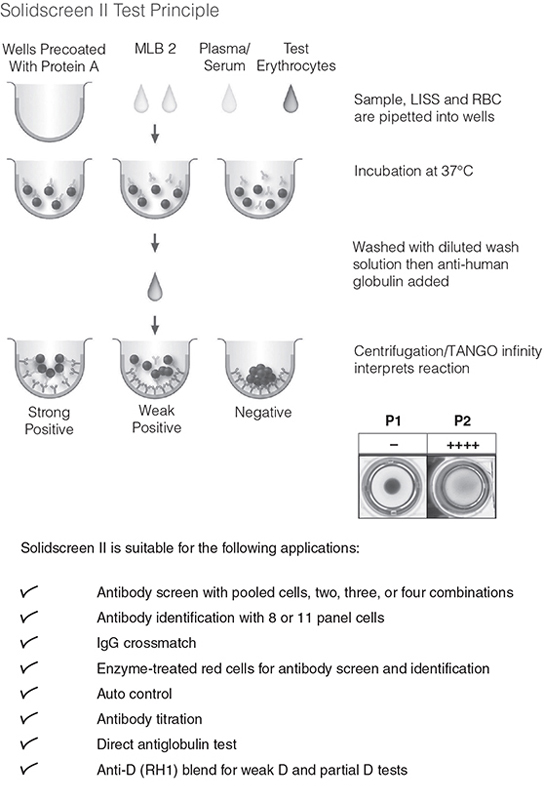 Solidscreen II Test Principle
Wells Precoated
With Protein A
MLB 2
Plasma/
Serum
Test
Erythrocytes
Sample, LISS and RBC
are pipetted into wells
Incubation at 37°C
Washed with diluted wash
solution then anti-human
globulin added
Centrifugation/TANGO infinity
interprets reaction
Strong
Positive
Weak
Positive
Negative
P1 P2
– ++++
Solidscreen II is suitable for the following applications:
Antibody screen with pooled cells, two, three, or four combinations
Antibody identification with 8 or 11 panel cells
IgG crossmatch
Enzyme-treated red cells for antibody screen and identification
Auto control
Antibody titration
Direct antiglobulin test
Anti-D (RH1) blend for weak D and partial D tests